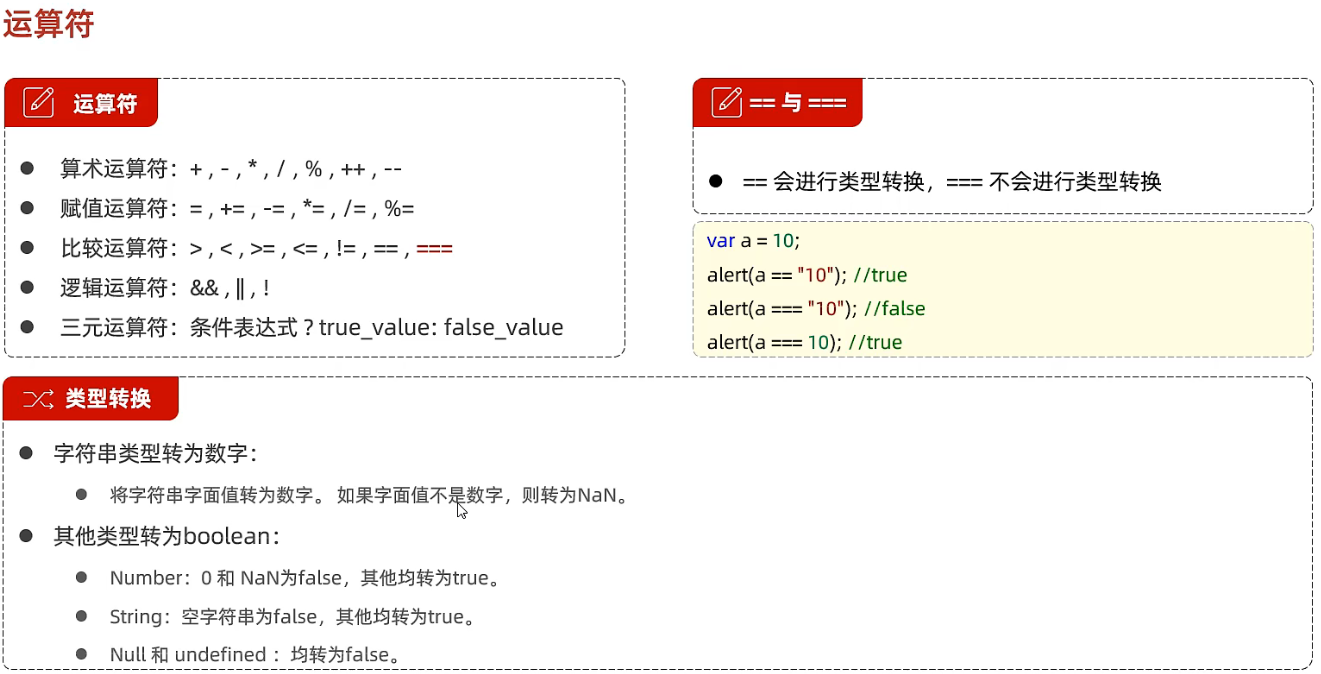 运算符
运算符
算术运算符：+ , - , * , / , % , ++ , --
赋值运算符：= , += , -= , *= , /= , %=
比较运算符：> , < , >= , <= , != , == , ===
逻辑运算符：&& , || , !
三元运算符：条件表达式 ? true_value: false_value
== 与 ===
== 会进行类型转换，=== 不会进行类型转换
var a = 10;
alert(a == "10"); //true
alert(a === "10"); //false
alert(a === 10); //true
类型转换
字符串类型转为数字：
将字符串字面值转为数字。 如果字面值不是数字，则转为NaN。
其他类型转为boolean：
Number：0 和 NaN为false，其他均转为true。
String：空字符串为false，其他均转为true。
Null 和 undefined ：均转为false。